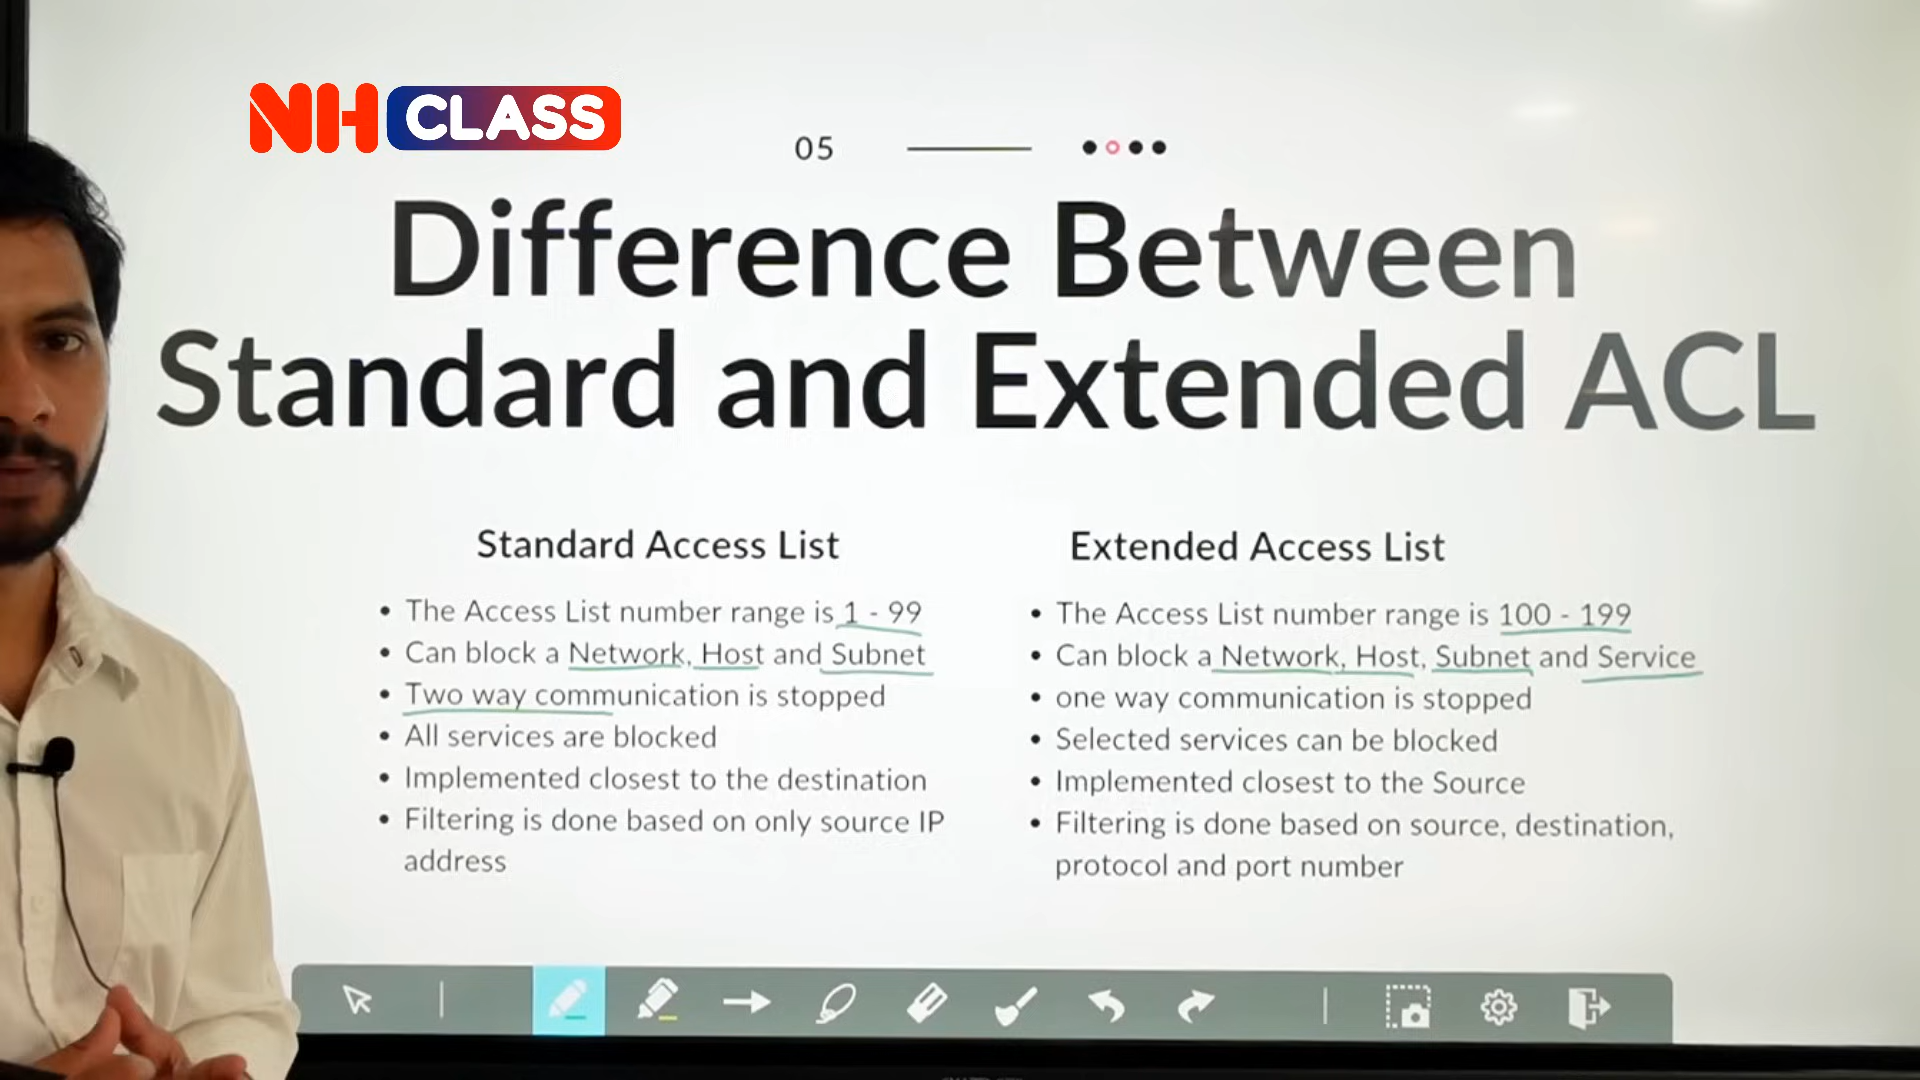 NH CLASS
05
Difference Between
Standard and Extended ACL
Standard Access List
• The Access List number range is 1 - 99
• Can block a Network, Host and Subnet
• Two way communication is stopped
• All services are blocked
• Implemented closest to the destination
• Filtering is done based on only source IP
address
Extended Access List
• The Access List number range is 100 - 199
• Can block a Network, Host, Subnet and Service
• one way communication is stopped
• Selected services can be blocked
• Implemented closest to the Source
• Filtering is done based on source, destination,
protocol and port number